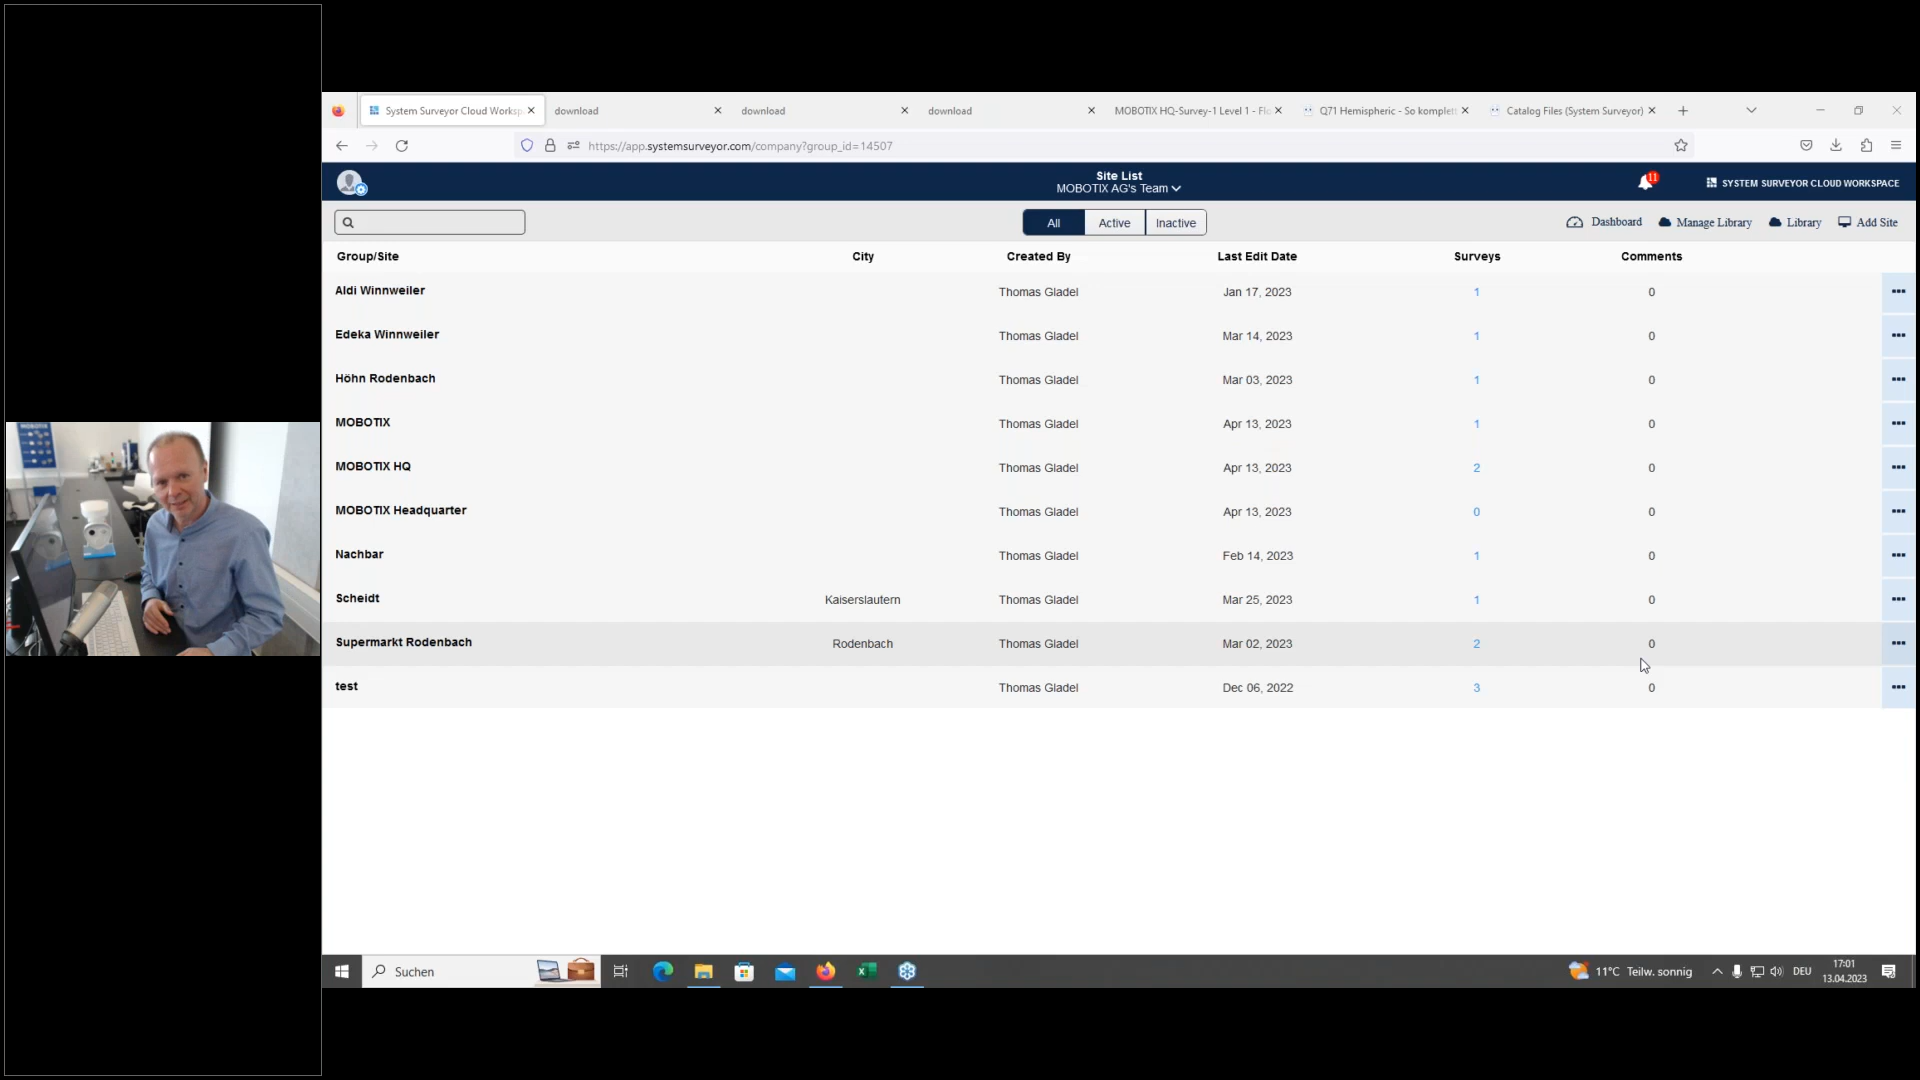 System Surveyor Cloud Worksp
download
download
download
MOBOTIX HQ-Survey-1 Level 1 - Flo
Q71 Hemispheric - So komplett
Catalog Files (System Surveyor)
https://app.systemsurveyor.com/company?group_id=14507
Site List
MOBOTIX AG's Team
11
SYSTEM SURVEYOR CLOUD WORKSPACE
All
Active
Inactive
Dashboard
Manage Library
Library
Add Site
Group/Site City Created By Last Edit Date Surveys Comments
Aldi Winnweiler Thomas Gladel Jan 17, 2023 1 0
Edeka Winnweiler Thomas Gladel Mar 14, 2023 1 0
Höhn Rodenbach Thomas Gladel Mar 03, 2023 1 0
MOBOTIX Thomas Gladel Apr 13, 2023 1 0
MOBOTIX HQ Thomas Gladel Apr 13, 2023 2 0
MOBOTIX Headquarter Thomas Gladel Apr 13, 2023 0 0
Nachbar Thomas Gladel Feb 14, 2023 1 0
Scheidt Kaiserslautern Thomas Gladel Mar 25, 2023 1 0
Supermarkt Rodenbach Rodenbach Thomas Gladel Mar 02, 2023 2 0
test Thomas Gladel Dec 06, 2022 3 0
MOBOTIX
Suchen
11°C Teilw. sonnig
DEU
17:01
13.04.2023